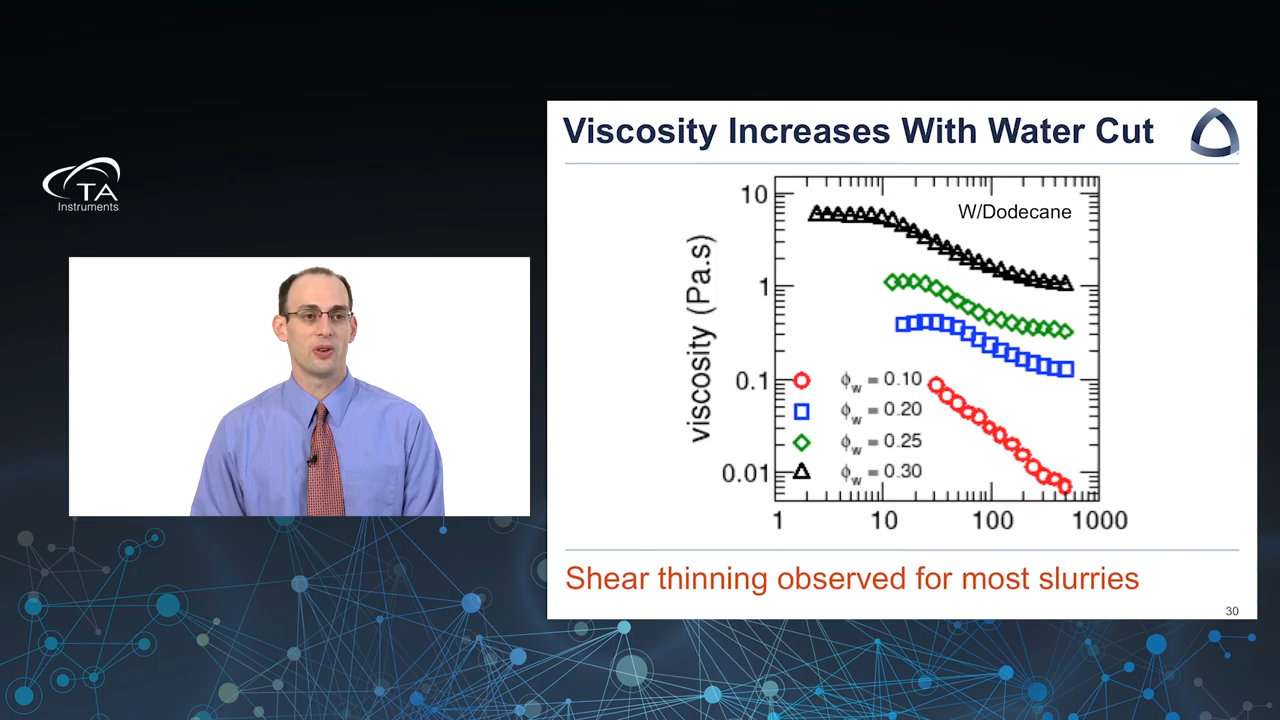 TA
Instruments
Viscosity Increases With Water Cut
W/Dodecane
viscosity (Pa.s)
10
1
0.1
0.01
ϕw = 0.10
ϕw = 0.20
ϕw = 0.25
ϕw = 0.30
1 10 100 1000
Shear thinning observed for most slurries
30